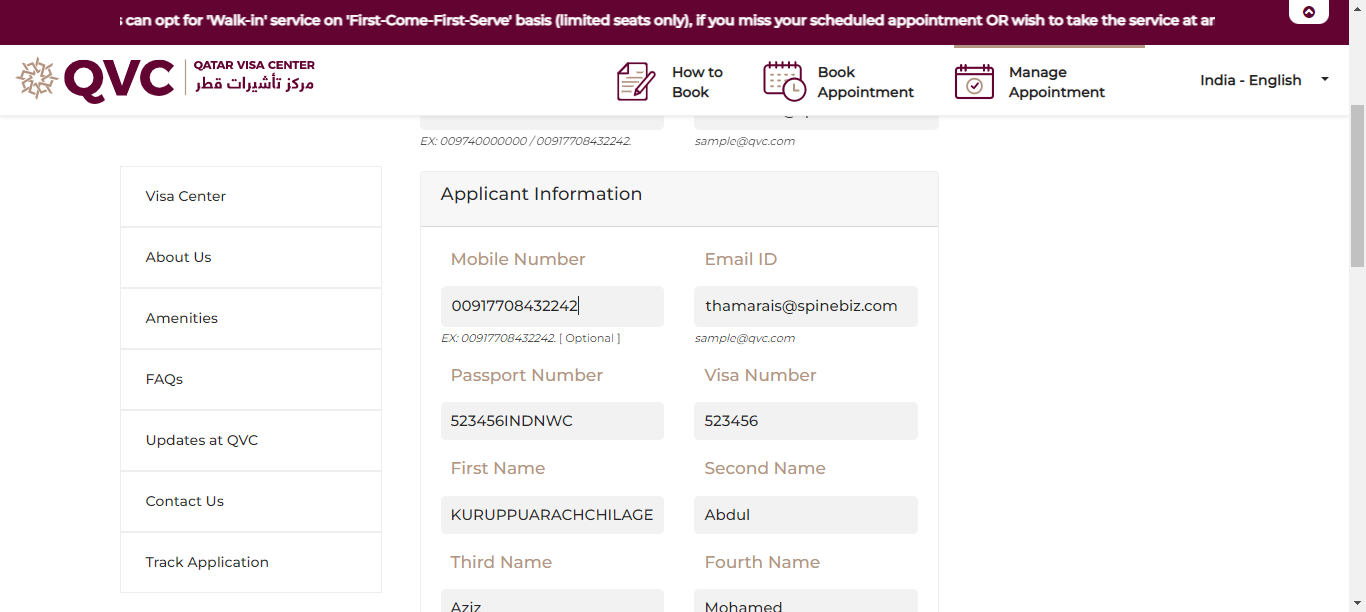 s can opt for 'Walk-in' service on 'First-Come-First-Serve' basis (limited seats only), if you miss your scheduled appointment OR wish to take the service at ar
QVC
QATAR VISA CENTER
مركز تأشيرات قطر
How to
Book
Book
Appointment
Manage
Appointment
India - English
EX: 009740000000 / 00917708432242.
sample@qvc.com
Visa Center
About Us
Amenities
FAQs
Updates at QVC
Contact Us
Track Application
Applicant Information
Mobile Number
Email ID
00917708432242
thamarais@spinebiz.com
EX: 00917708432242. [ Optional ]
sample@qvc.com
Passport Number
Visa Number
523456INDNWC
523456
First Name
Second Name
KURUPPUARACHCHILAGE
Abdul
Third Name
Fourth Name
Aziz
Mohamed